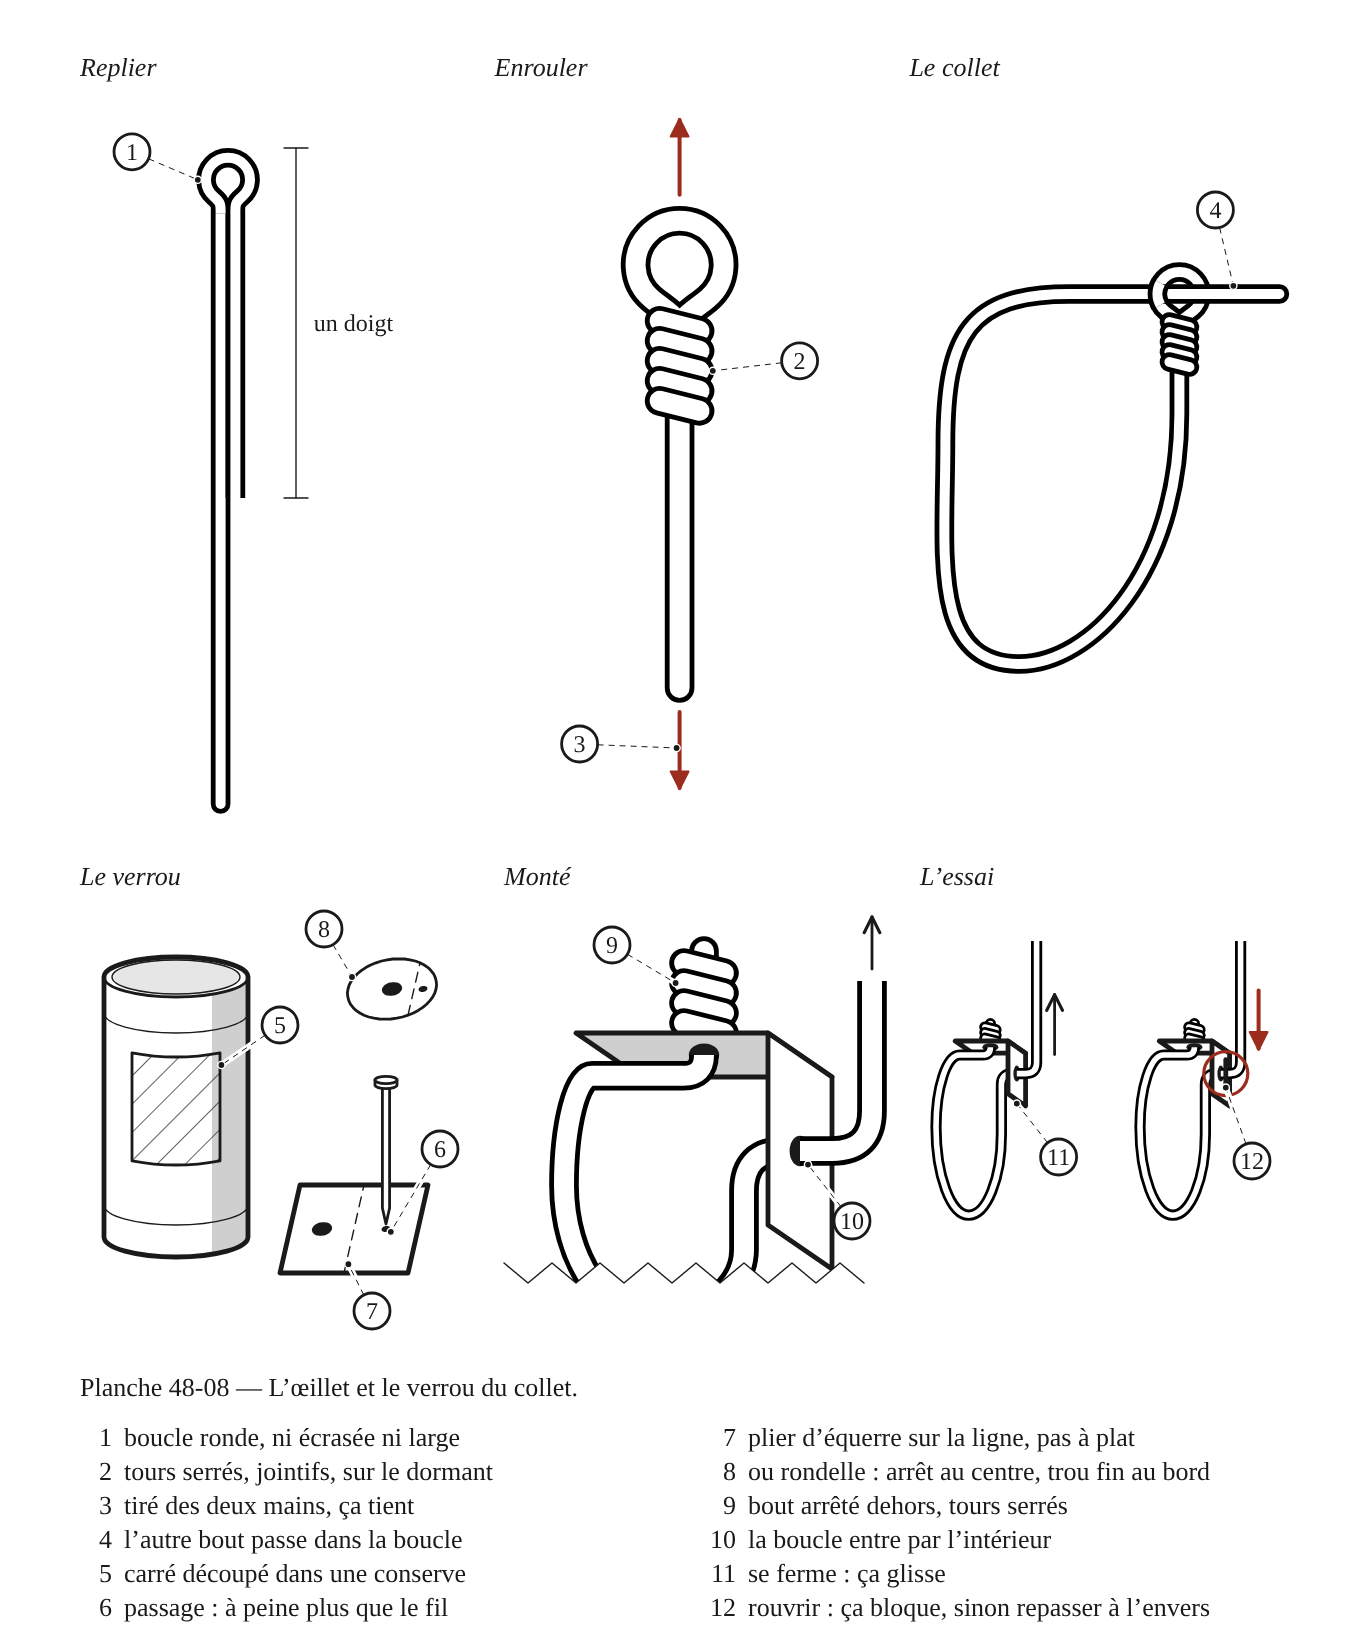 Replier
Enrouler
Le collet
1
4
un doigt
2
3
Le verrou
Monté
L’essai
8
9
5
6
11
12
10
7
Planche 48-08 — L’œillet et le verrou du collet.
1 boucle ronde, ni écrasée ni large
2 tours serrés, jointifs, sur le dormant
3 tiré des deux mains, ça tient
4 l’autre bout passe dans la boucle
5 carré découpé dans une conserve
6 passage : à peine plus que le fil
7 plier d’équerre sur la ligne, pas à plat
8 ou rondelle : arrêt au centre, trou fin au bord
9 bout arrêté dehors, tours serrés
10 la boucle entre par l’intérieur
11 se ferme : ça glisse
12 rouvrir : ça bloque, sinon repasser à l’envers